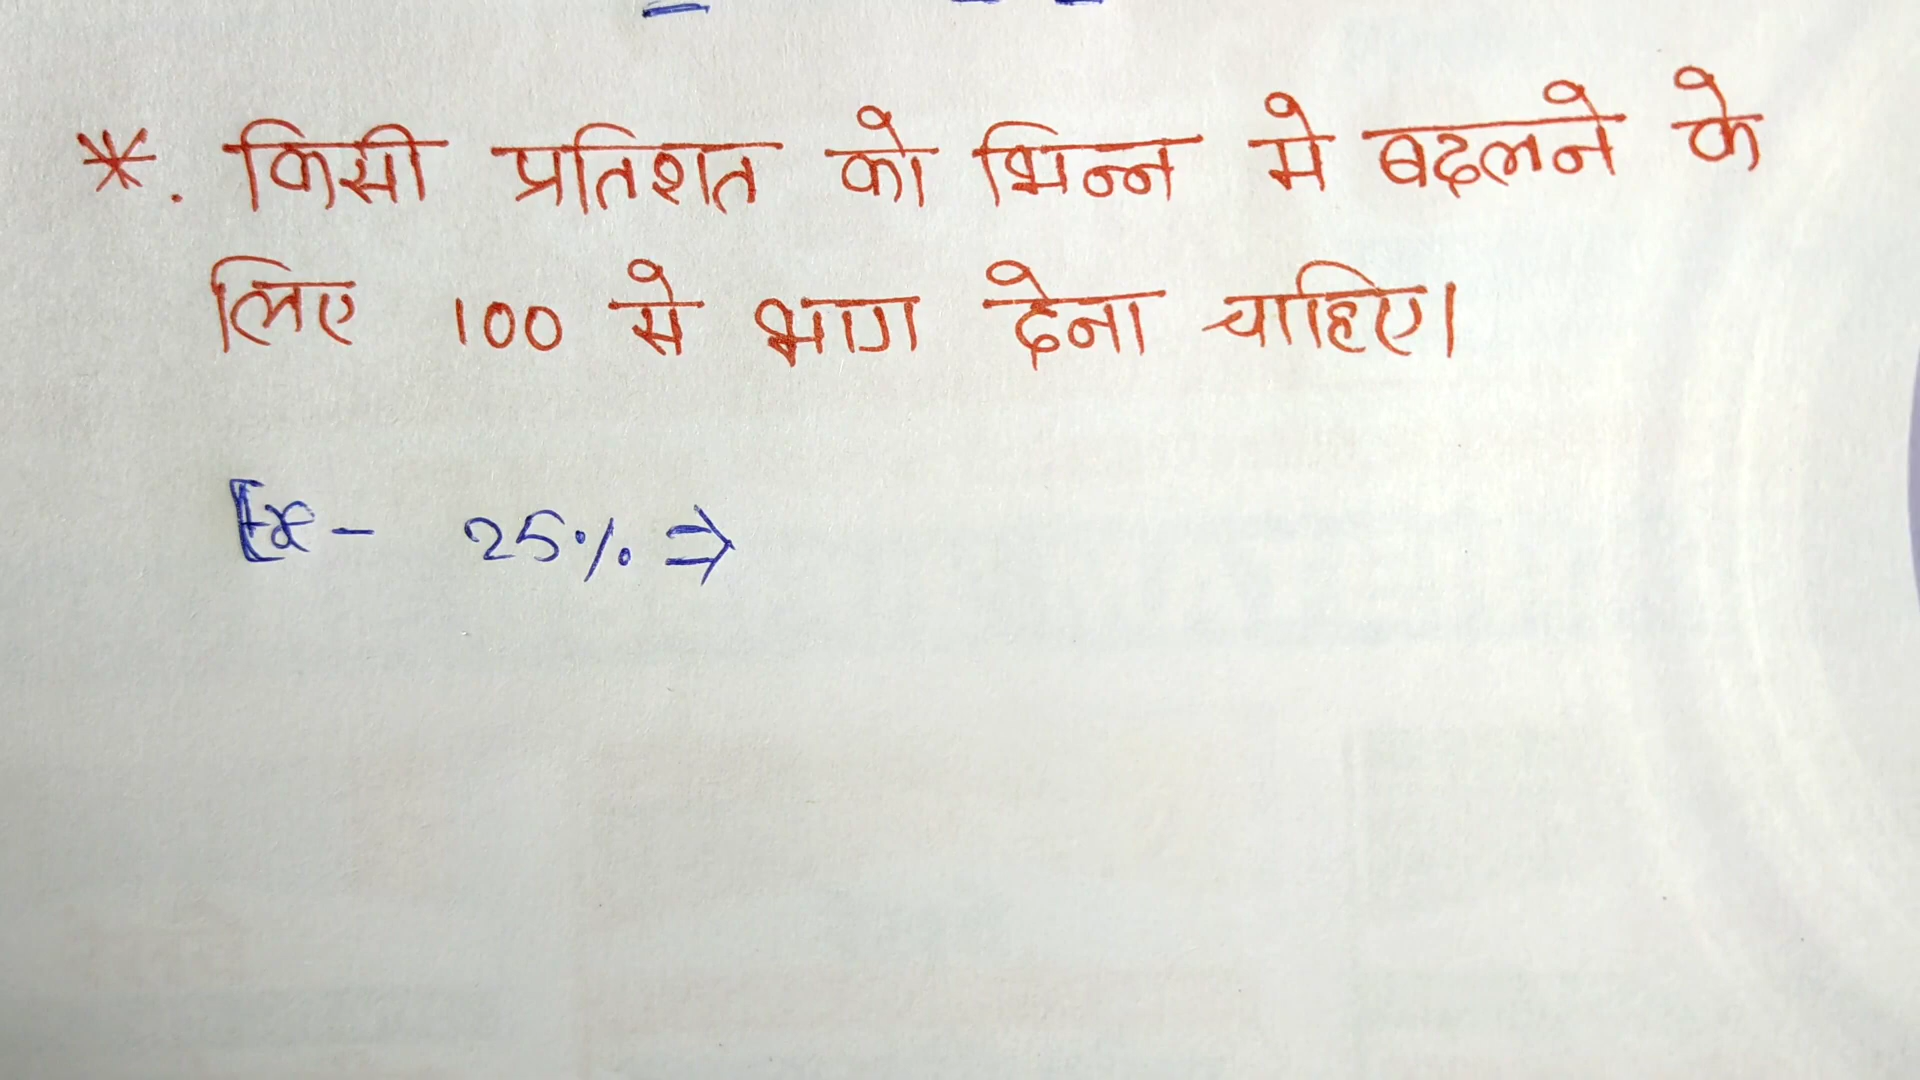 *. किसी प्रतिशत को भिन्न मे बदलने के
लिए 100 से भाग देना चाहिए।
Ex - 25% ⇒